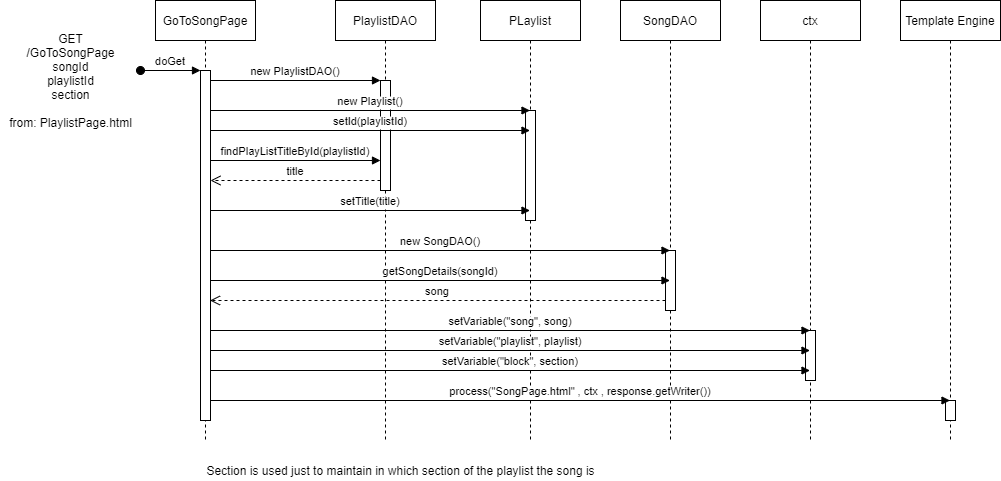 GoToSongPage
PlaylistDAO
PLaylist
SongDAO
ctx
Template Engine
GET
/GoToSongPage
songId
playlistId
section
from: PlaylistPage.html
doGet
new PlaylistDAO()
new Playlist()
setId(playlistId)
findPlayListTitleById(playlistId)
title
setTitle(title)
new SongDAO()
getSongDetails(songId)
song
setVariable("song", song)
setVariable("playlist", playlist)
setVariable("block", section)
process("SongPage.html" , ctx , response.getWriter())
Section is used just to maintain in which section of the playlist the song is